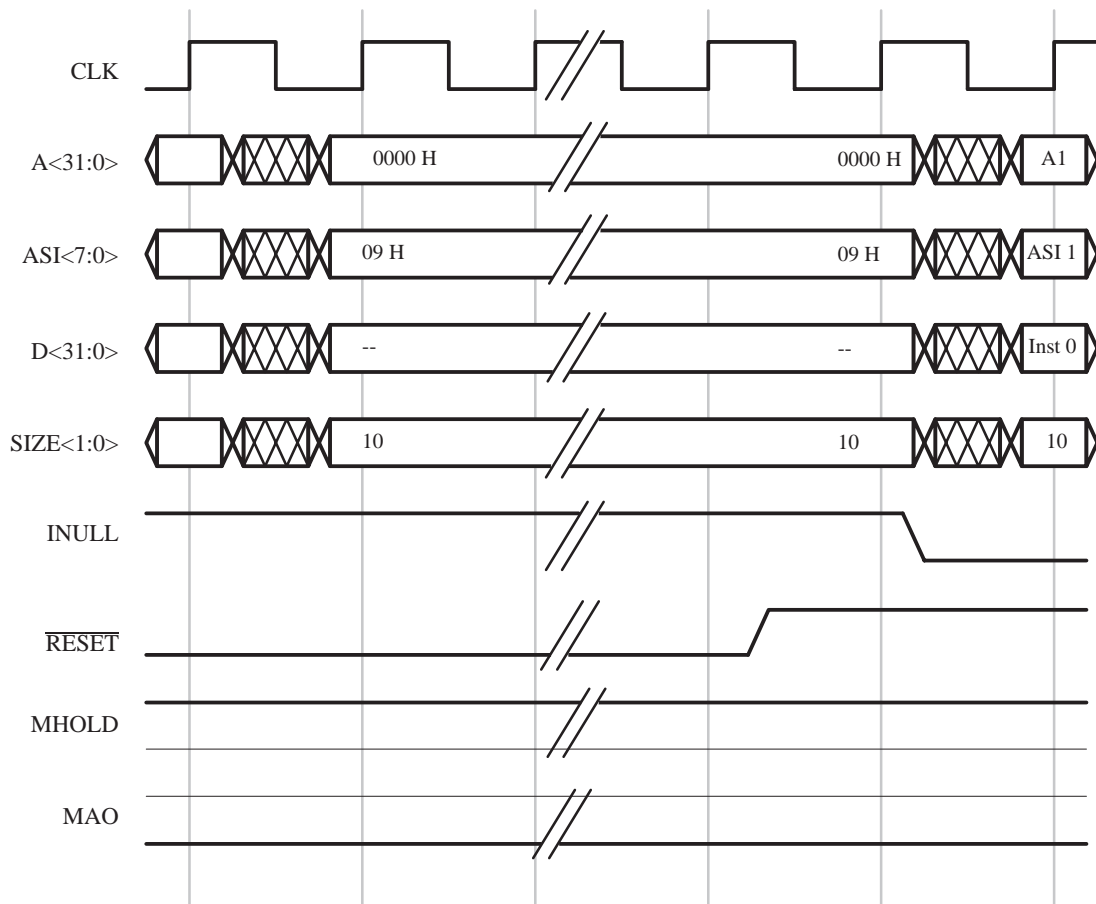 CLK
A<31:0> 0000 H 0000 H A1
ASI<7:0> 09 H 09 H ASI 1
D<31:0> -- -- Inst 0
SIZE<1:0> 10 10 10
INULL
RESET
MHOLD
MAO